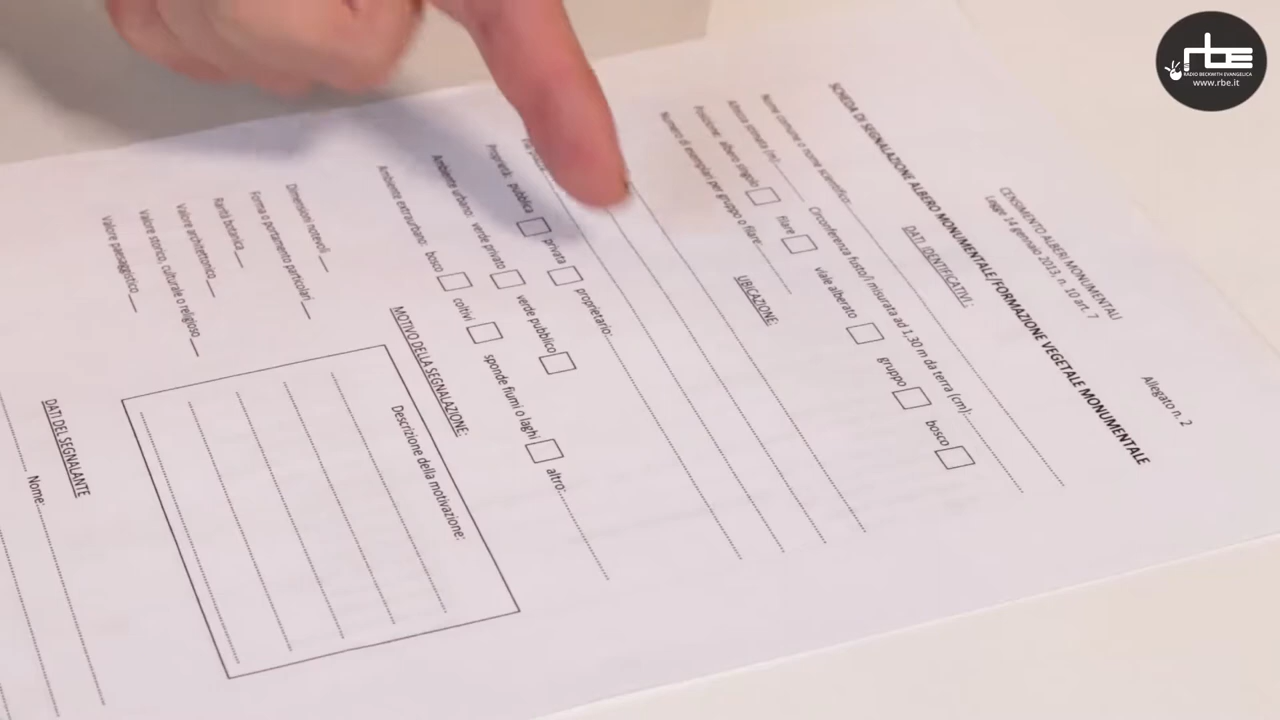 Allegato n. 2
CENSIMENTO ALBERI MONUMENTALI
Legge 14 gennaio 2013, n. 10 art. 7
SCHEDA DI SEGNALAZIONE ALBERO MONUMENTALE/FORMAZIONE VEGETALE MONUMENTALE
DATI IDENTIFICATIVI:
Nome comune o nome scientifico:
Altezza stimata (m): Circonferenza fusto/i misurata ad 1,30 m da terra (cm):
Posizione: albero singolo filare viale alberato gruppo bosco
Numero di esemplari per gruppo o filare:
UBICAZIONE:
Proprietà: pubblica privata proprietario:
Ambiente urbano: verde privato verde pubblico
Ambiente extraurbano: bosco coltivi sponde fiumi o laghi altro:
MOTIVO DELLA SEGNALAZIONE:
Dimensioni notevoli
Forma o portamento particolari
Rarità botanica
Valore architettonico
Valore storico, culturale o religioso
Valore paesaggistico
Descrizione della motivazione:
DATI DEL SEGNALANTE
Nome:
rbe
RADIO BECKWITH EVANGELICA
www.rbe.it